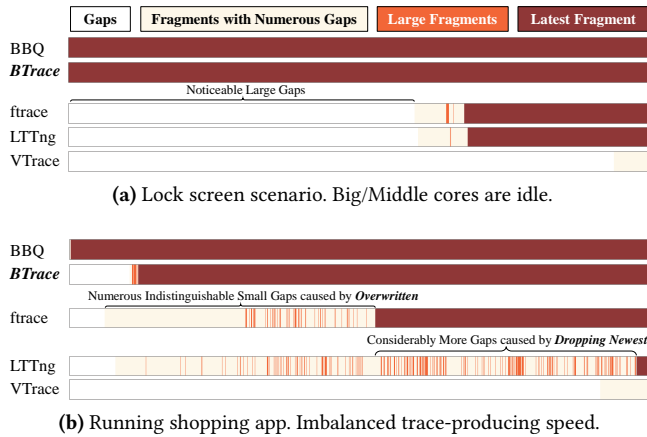 Gaps Fragments with Numerous Gaps Large Fragments Latest Fragment
BBQ
BTrace
Noticeable Large Gaps
ftrace
LTTng
VTrace
(a) Lock screen scenario. Big/Middle cores are idle.
BBQ
BTrace
Numerous Indistinguishable Small Gaps caused by Overwritten
ftrace
Considerably More Gaps caused by Dropping Newest
LTTng
VTrace
(b) Running shopping app. Imbalanced trace-producing speed.